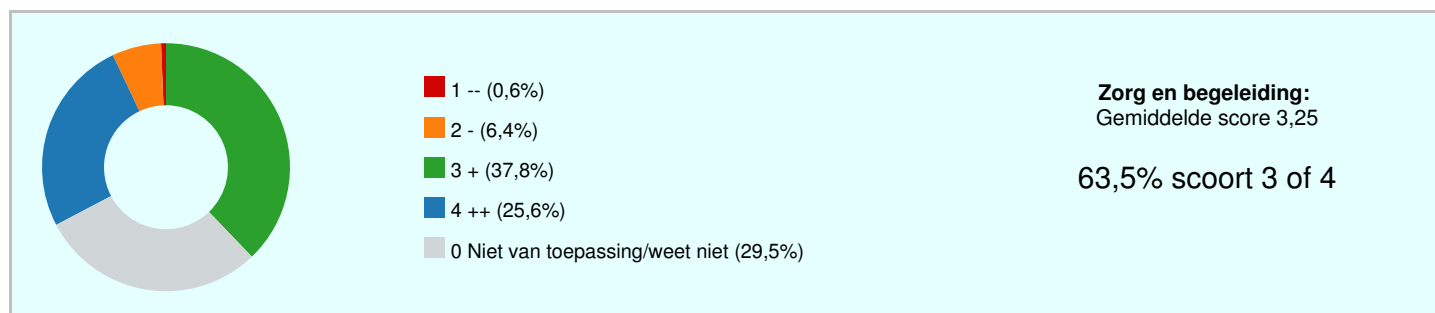 1 -- (0,6%)
2 - (6,4%)
3 + (37,8%)
4 ++ (25,6%)
0 Niet van toepassing/weet niet (29,5%)
Zorg en begeleiding:
Gemiddelde score 3,25
63,5% scoort 3 of 4